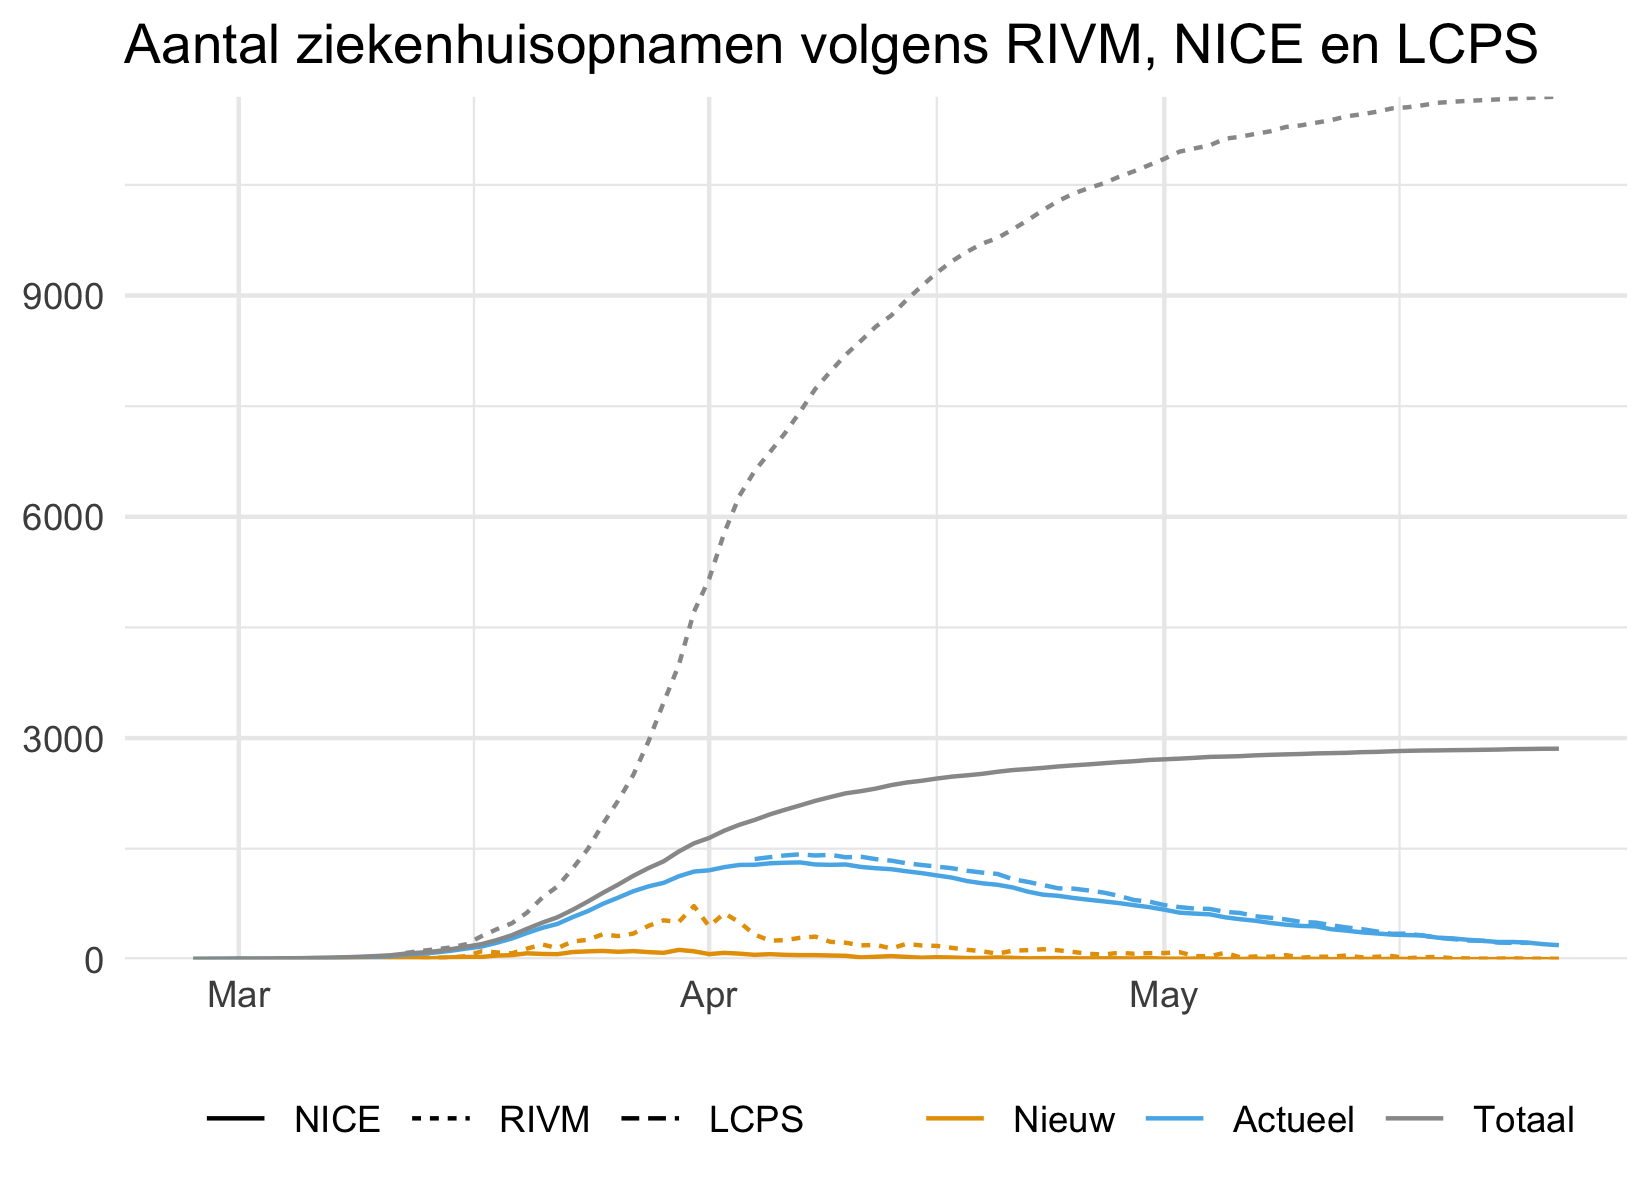 Aantal ziekenhuisopnamen volgens RIVM, NICE en LCPS
9000
6000
3000
0
Mar Apr May
NICE RIVM LCPS Nieuw Actueel Totaal